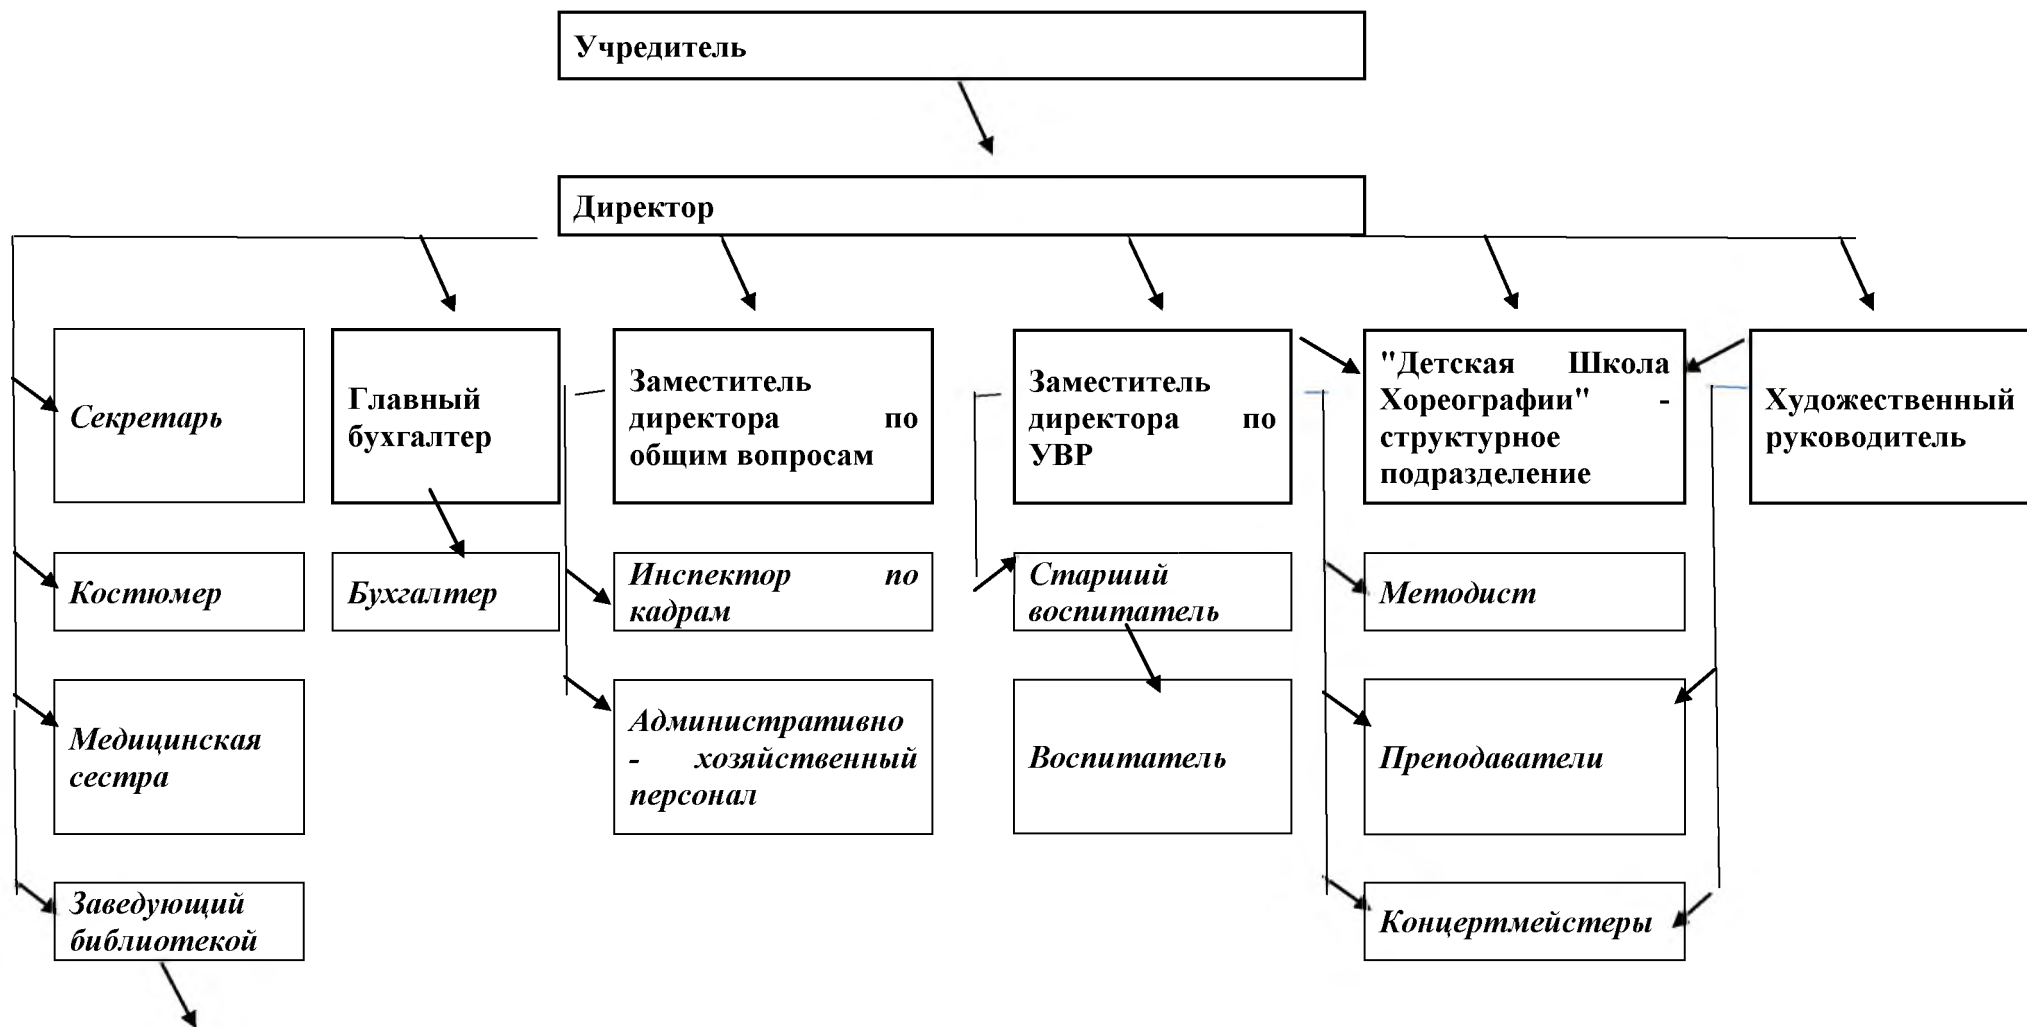 Учредитель
Директор
Секретарь
Главный
бухгалтер
Заместитель
директора по
общим вопросам
Заместитель
директора по
УВР
"Детская Школа
Хореографии" -
структурное
подразделение
Художественный
руководитель
Костюмер
Бухгалтер
Инспектор по
кадрам
Старший
воспитатель
Методист
Медицинская
сестра
Административно
- хозяйственный
персонал
Воспитатель
Преподаватели
Заведующий
библиотекой
Концертмейстеры